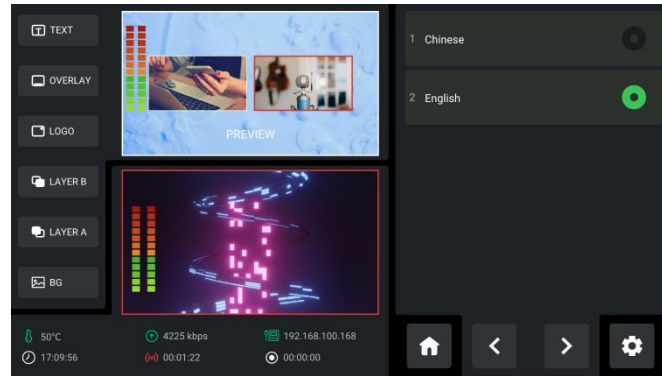 TEXT
OVERLAY
LOGO
LAYER B
LAYER A
BG
PREVIEW
1 Chinese
2 English
50°C
4225 kbps
192.168.100.168
17:09:56
00:01:22
00:00:00